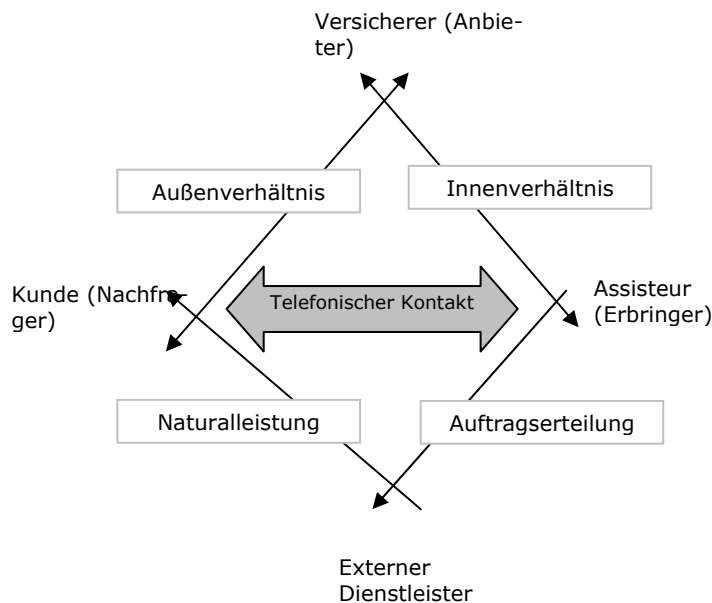 Versicherer (Anbie-
ter)
Außenverhältnis
Innenverhältnis
Kunde (Nachfra-
ger)
Telefonischer Kontakt
Assisteur
(Erbringer)
Naturalleistung
Auftragserteilung
Externer
Dienstleister